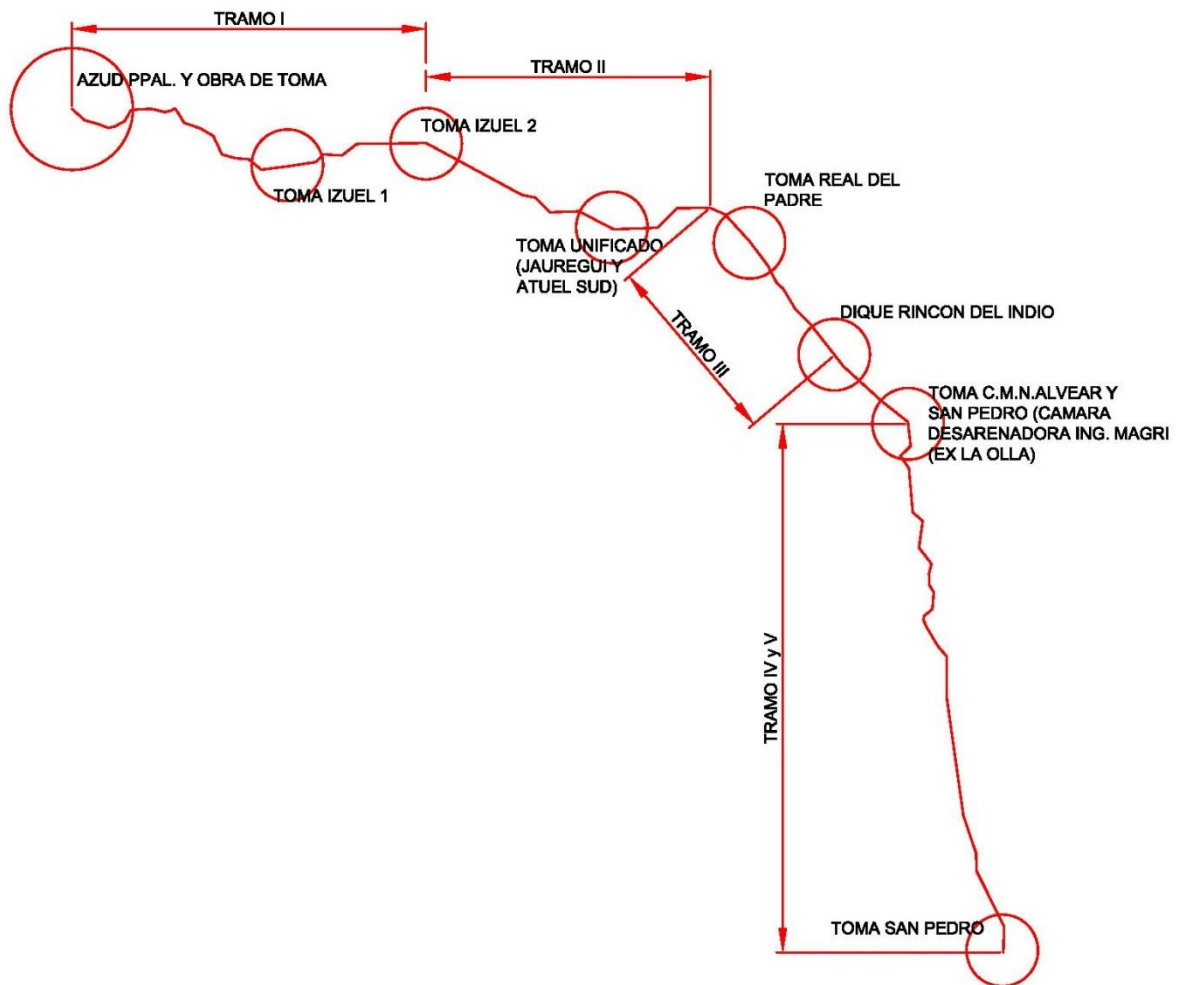 TRAMO I
AZUD PPAL. Y OBRA DE TOMA
TRAMO II
TOMA IZUEL 2
TOMA IZUEL 1
TOMA REAL DEL
PADRE
TOMA UNIFICADO
(JAUREGUI Y
ATUEL SUD)
DIQUE RINCON DEL INDIO
TRAMO III
TOMA C.M.N.ALVEAR Y
SAN PEDRO (CAMARA
DESARENADORA ING. MAGRI
(EX LA OLLA)
TRAMO IV y V
TOMA SAN PEDRO